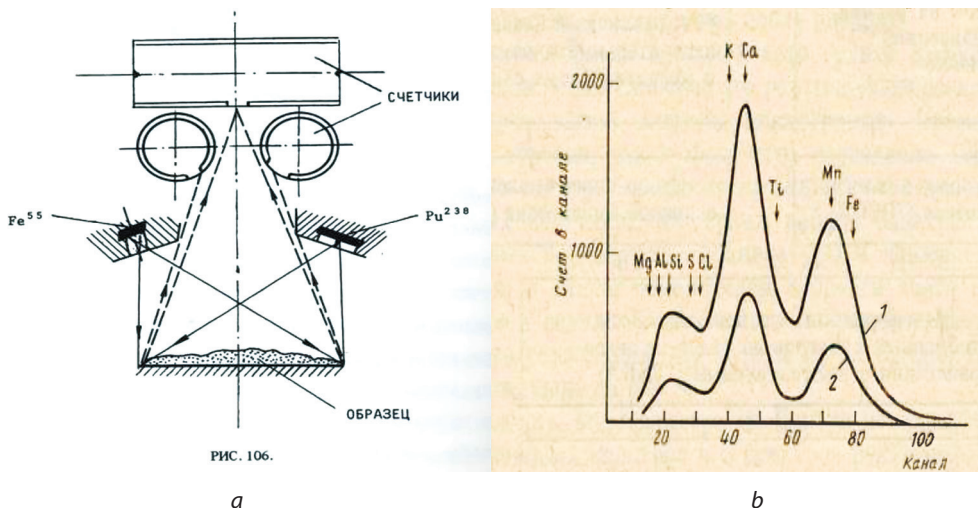 СЧЕТЧИКИ
Fe⁵⁵
Pu²³⁸
ОБРАЗЕЦ
РИС. 106.
a
Счет в канале
2000
1000
K Ca
Ti
Mn
Fe
Mg Al Si S Cl
1
2
20 40 60 80 100
Канал
b